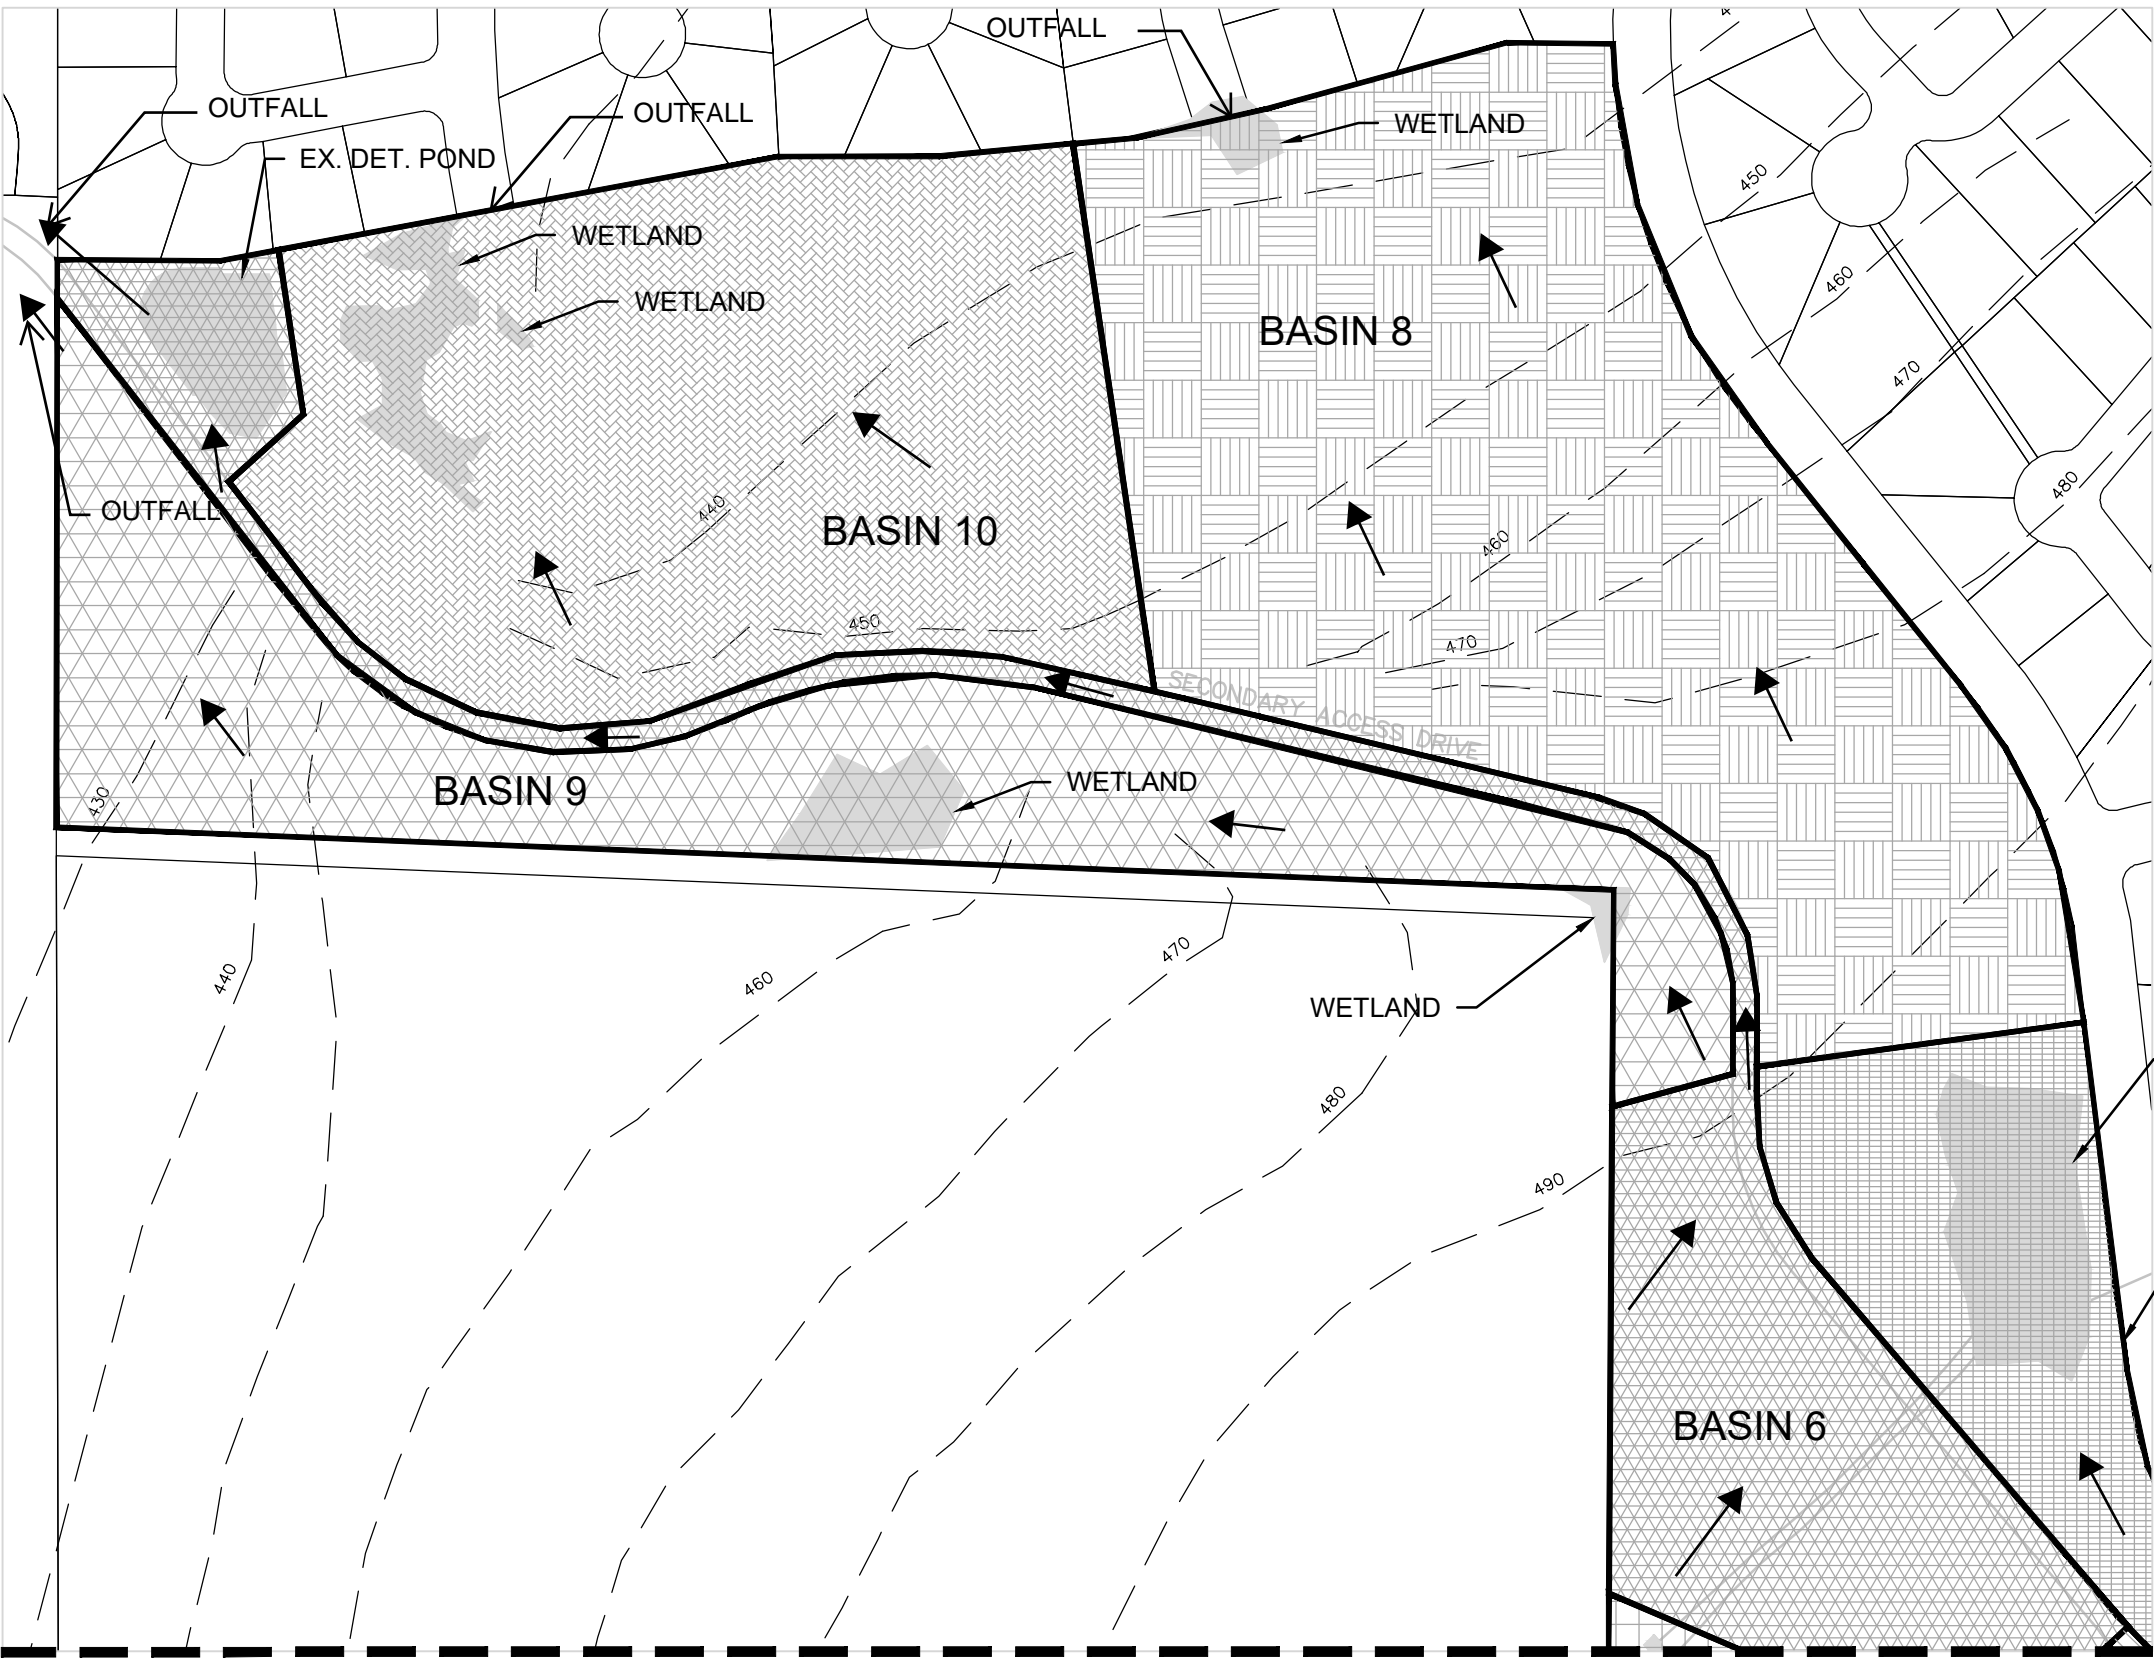 OUTFALL
OUTFALL
OUTFALL
WETLAND
EX. DET. POND
450
WETLAND
460
WETLAND
BASIN 8
470
480
440
OUTFALL
BASIN 10
460
450
470
SECONDARY ACCESS DRIVE
WETLAND
BASIN 9
430
470
440
460
WETLAND
480
490
BASIN 6